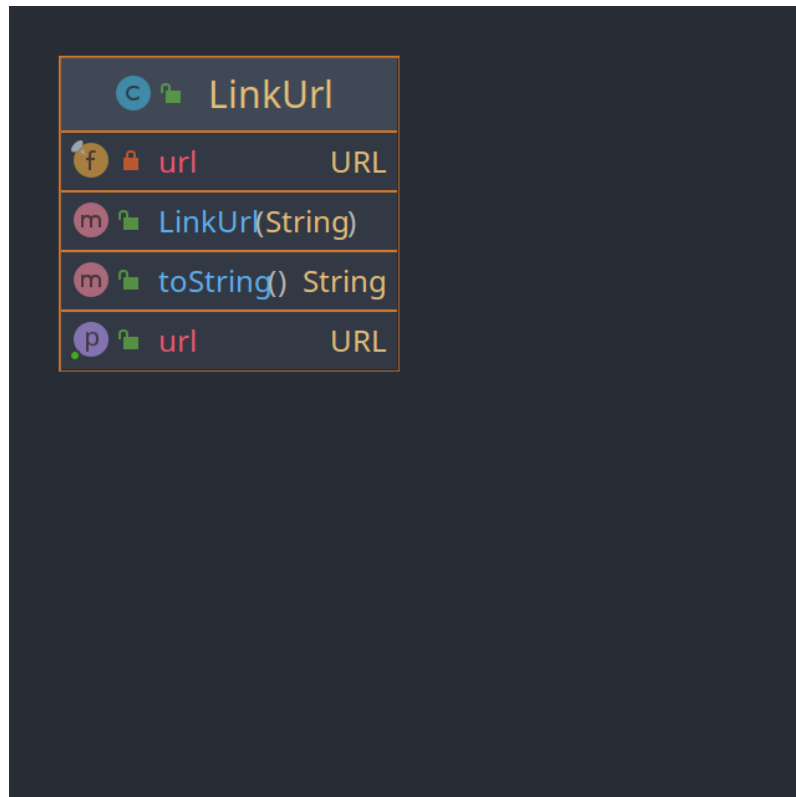 C LinkUrl
f url URL
m LinkUrl(String)
m toString() String
p url URL